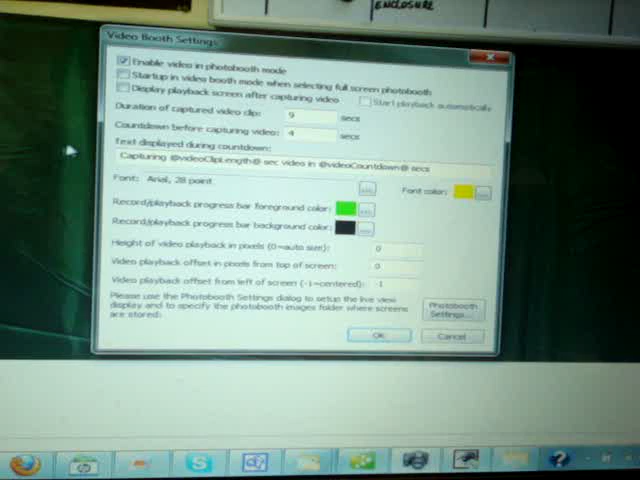 ENCLOSURE
Video Booth Settings
Enable video in photobooth mode
Startup in video booth mode when selecting full screen photobooth
Display playback screen after capturing video
Start playback automatically
Duration of captured video clip: 9 secs
Countdown before capturing video: 4 secs
Text displayed during countdown:
Capturing @videoClipLength@ sec video in @videoCountdown@ secs
Font: Arial, 28 point
...
Font color:
...
Record/playback progress bar foreground color:
...
Record/playback progress bar background color:
...
Height of video playback in pixels (0=auto size): 0
Video playback offset in pixels from top of screen: 0
Video playback offset from left of screen (-1=centered): -1
Please use the Photobooth Settings dialog to setup the live view
display and to specify the photobooth images folder where screens
are stored:
Photobooth
Settings...
Ok
Cancel
hp
S
?